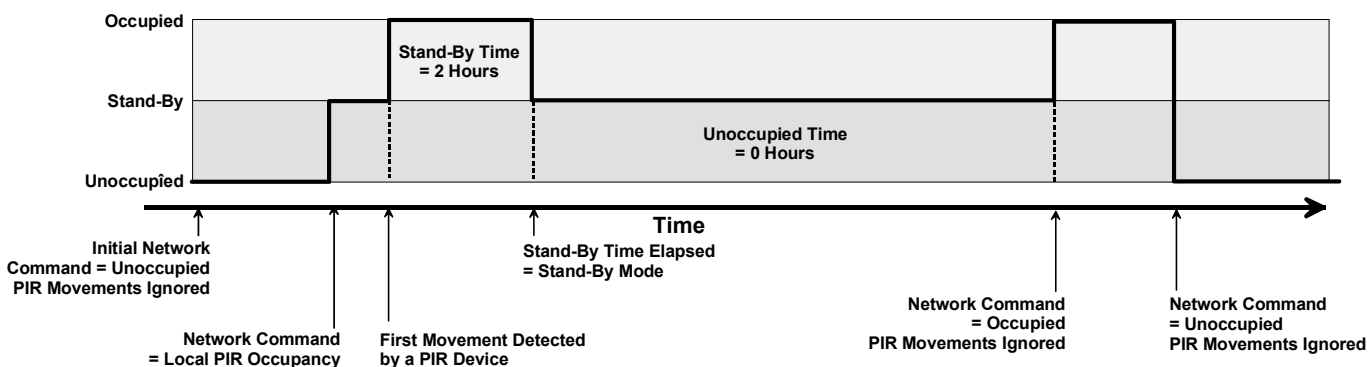 Occupied
Stand-By
Unoccupied
Stand-By Time
= 2 Hours
Unoccupied Time
= 0 Hours
Time
Initial Network
Command = Unoccupied
PIR Movements Ignored
Network Command
= Local PIR Occupancy
First Movement Detected
by a PIR Device
Stand-By Time Elapsed
= Stand-By Mode
Network Command
= Occupied
PIR Movements Ignored
Network Command
= Unoccupied
PIR Movements Ignored